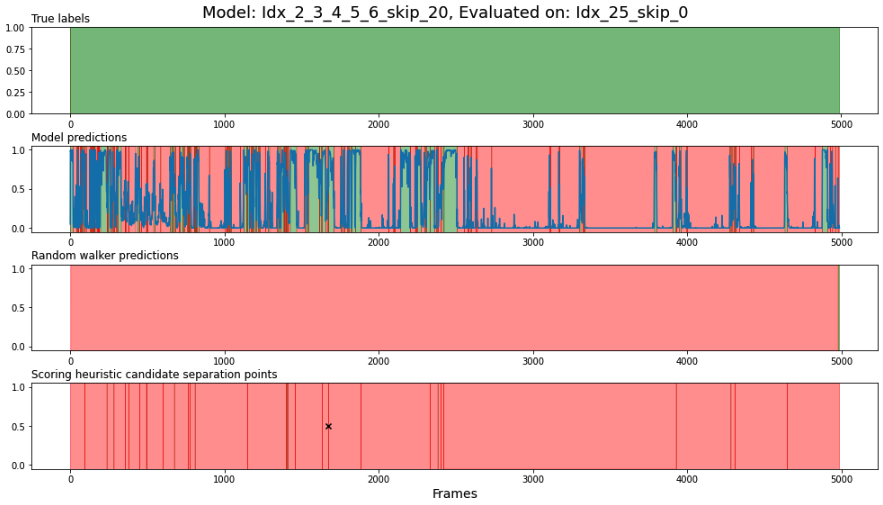 Model: Idx_2_3_4_5_6_skip_20, Evaluated on: Idx_25_skip_0
True labels
1.00
0.75
0.50
0.25
0.00
0 1000 2000 3000 4000 5000
Model predictions
1.0
0.5
0.0
0 1000 2000 3000 4000 5000
Random walker predictions
1.0
0.5
0.0
0 1000 2000 3000 4000 5000
Scoring heuristic candidate separation points
1.0
0.5
0.0
0 1000 2000 3000 4000 5000
Frames